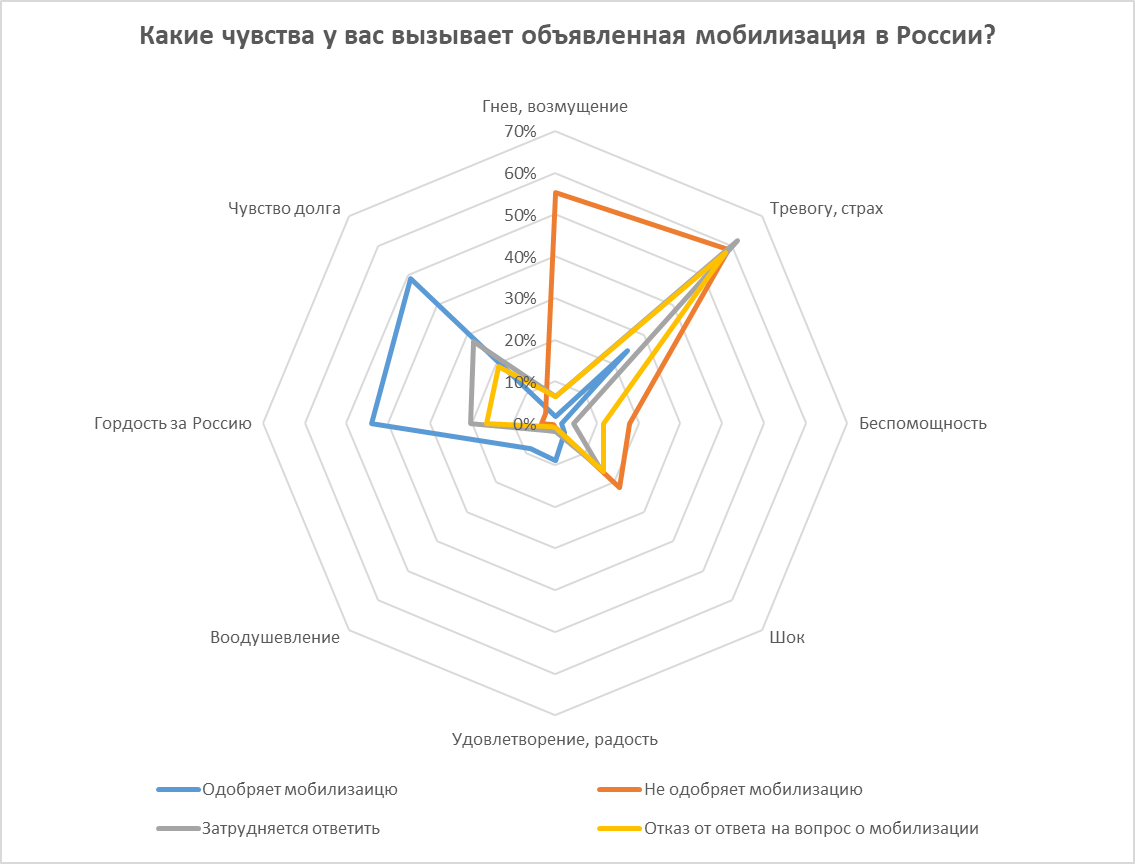 Какие чувства у вас вызывает объявленная мобилизация в России?
Гнев, возмущение
70%
60%
50%
40%
30%
20%
10%
0%
Чувство долга
Тревогу, страх
Гордость за Россию
Беспомощность
Воодушевление
Шок
Удовлетворение, радость
Одобряет мобилизаицю
Не одобряет мобилизацию
Затрудняется ответить
Отказ от ответа на вопрос о мобилизации